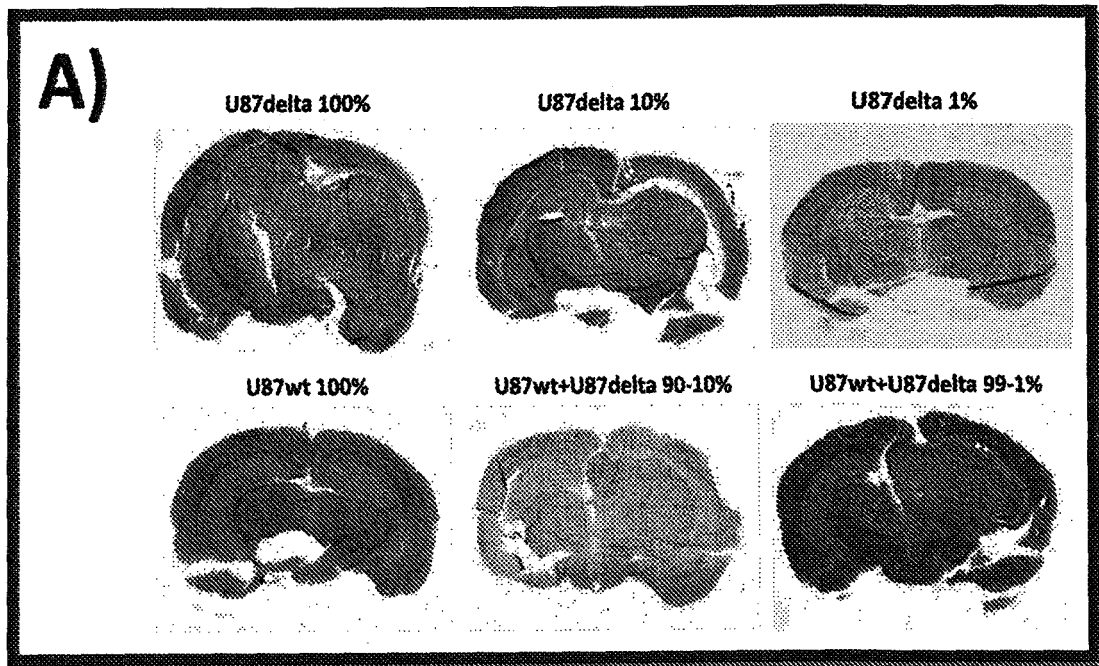 A)
U87delta 100%
U87delta 10%
U87delta 1%
U87wt 100%
U87wt+U87delta 90-10%
U87wt+U87delta 99-1%